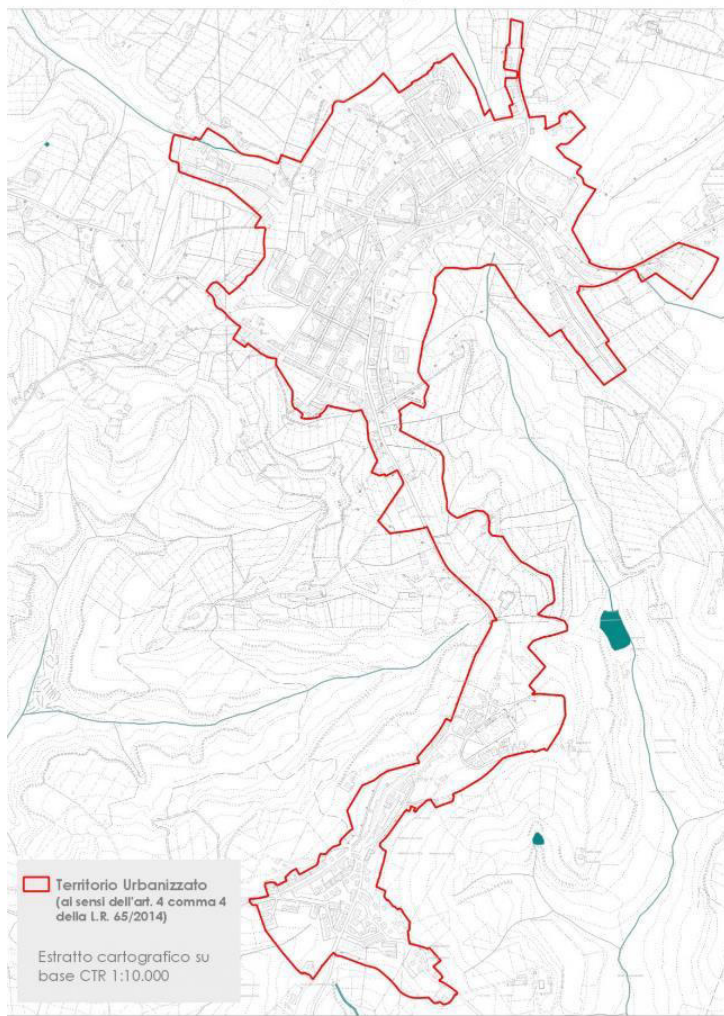 Territorio Urbanizzato
(ai sensi dell'art. 4 comma 4
della L.R. 65/2014)
Estratto cartografico su
base CTR 1:10.000